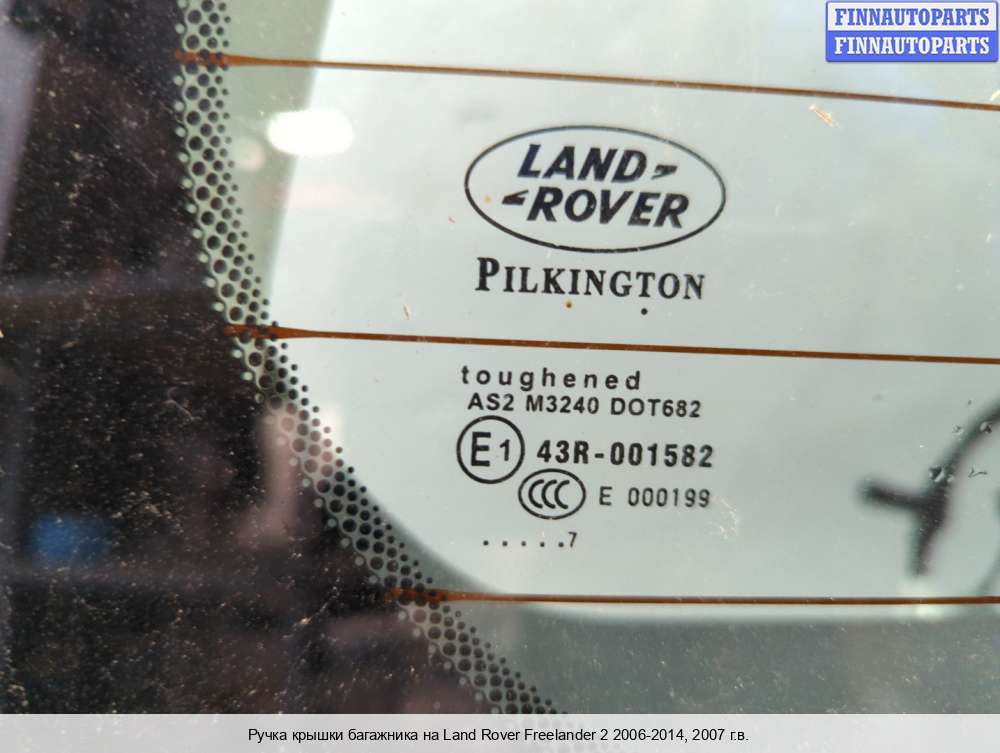 FINNAUTOPARTS
FINNAUTOPARTS
LAND
ROVER
PILKINGTON
toughened
AS2 M3240 DOT682
E1 43R-001582
CCC E 000199
.....7
Ручка крышки багажника на Land Rover Freelander 2 2006-2014, 2007 г.в.